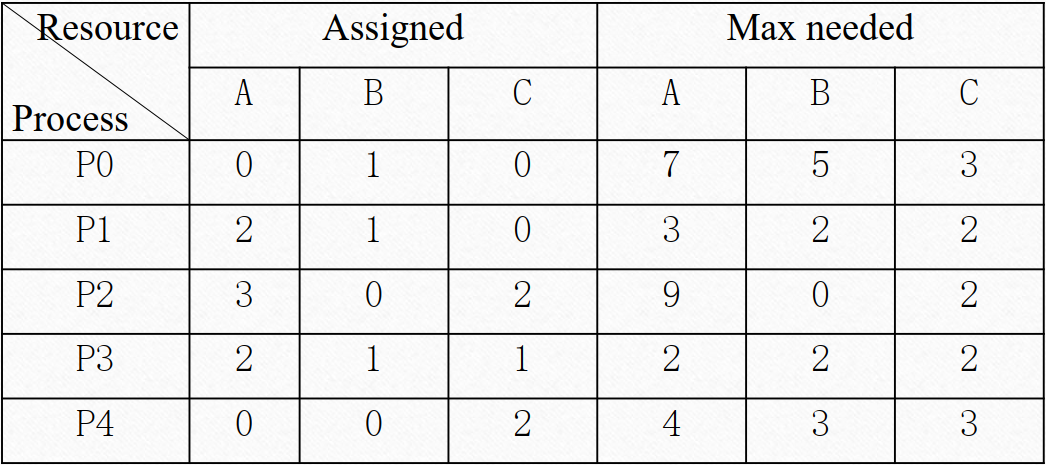 Resource Assigned Max needed
Process A B C A B C
P0 0 1 0 7 5 3
P1 2 1 0 3 2 2
P2 3 0 2 9 0 2
P3 2 1 1 2 2 2
P4 0 0 2 4 3 3